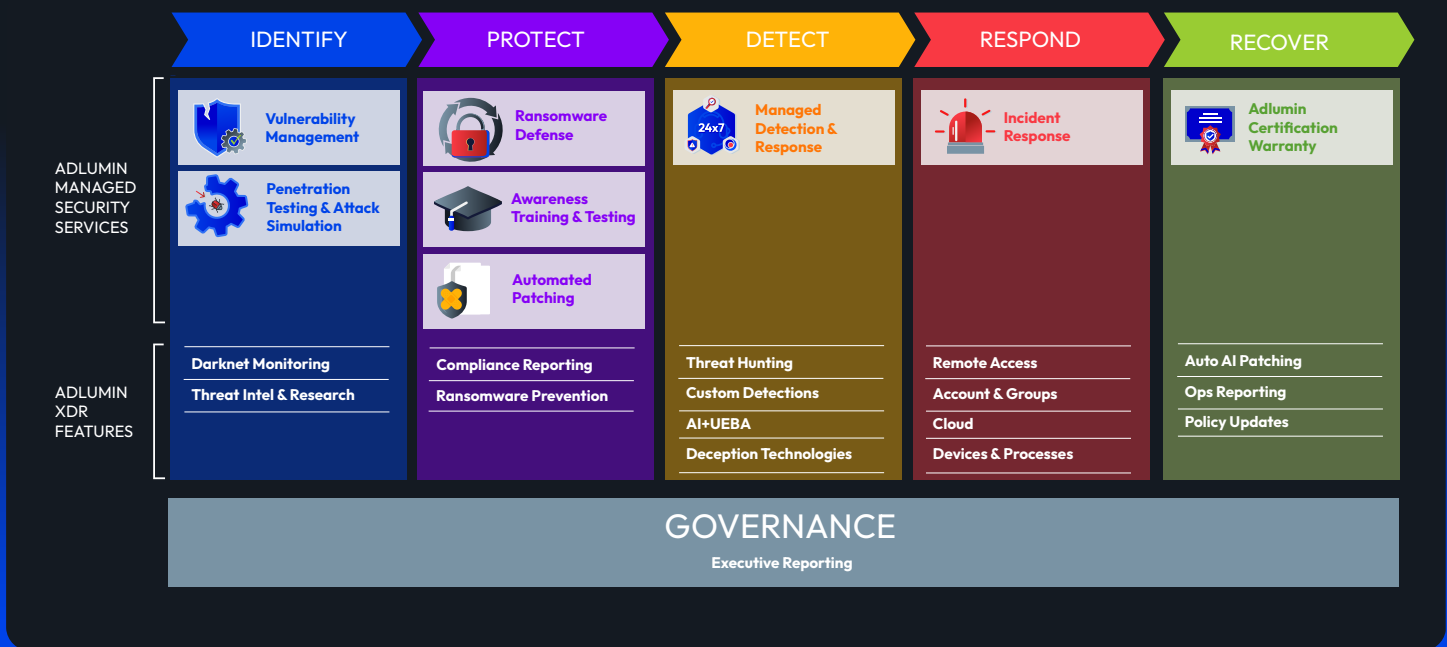 IDENTIFY
PROTECT
DETECT
RESPOND
RECOVER
ADLUMIN
MANAGED
SECURITY
SERVICES
Vulnerability
Management
Penetration
Testing & Attack
Simulation
Ransomware
Defense
Awareness
Training & Testing
Automated
Patching
24x7
Managed
Detection &
Response
Incident
Response
Adlumin
Certification
Warranty
ADLUMIN
XDR
FEATURES
Darknet Monitoring
Threat Intel & Research
Compliance Reporting
Ransomware Prevention
Threat Hunting
Custom Detections
AI+UEBA
Deception Technologies
Remote Access
Account & Groups
Cloud
Devices & Processes
Auto AI Patching
Ops Reporting
Policy Updates
GOVERNANCE
Executive Reporting